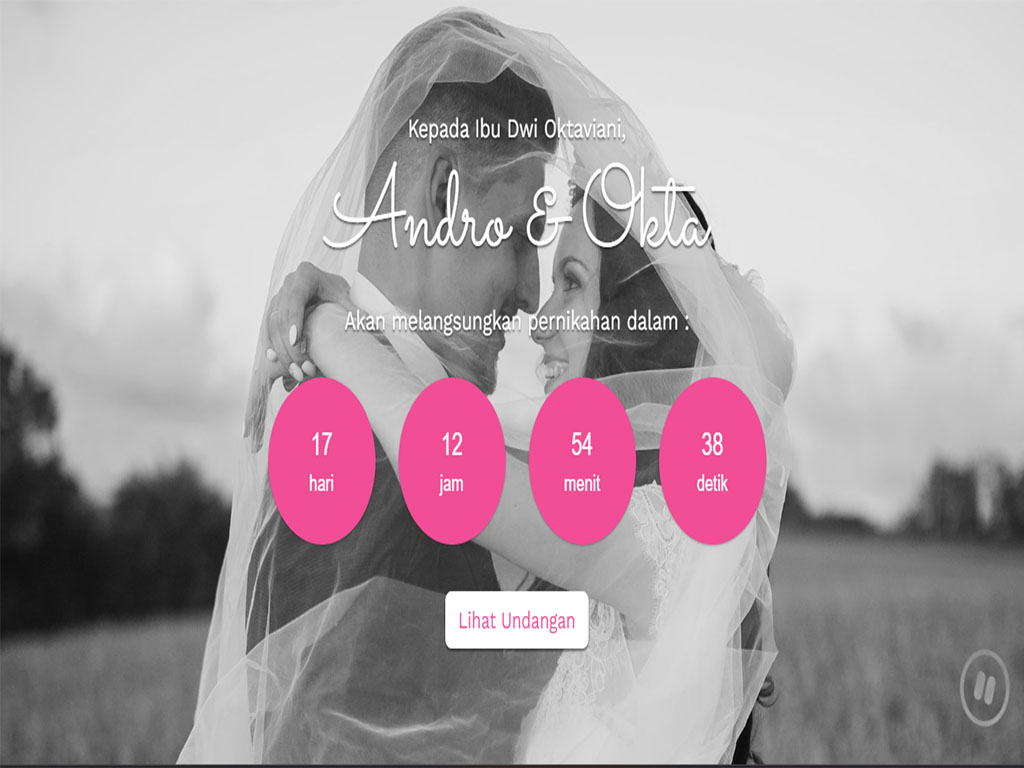 Kepada Ibu Dwi Oktaviani,
Andro & Okta
Akan melangsungkan pernikahan dalam :
17 12 54 38
hari jam menit detik
Lihat Undangan